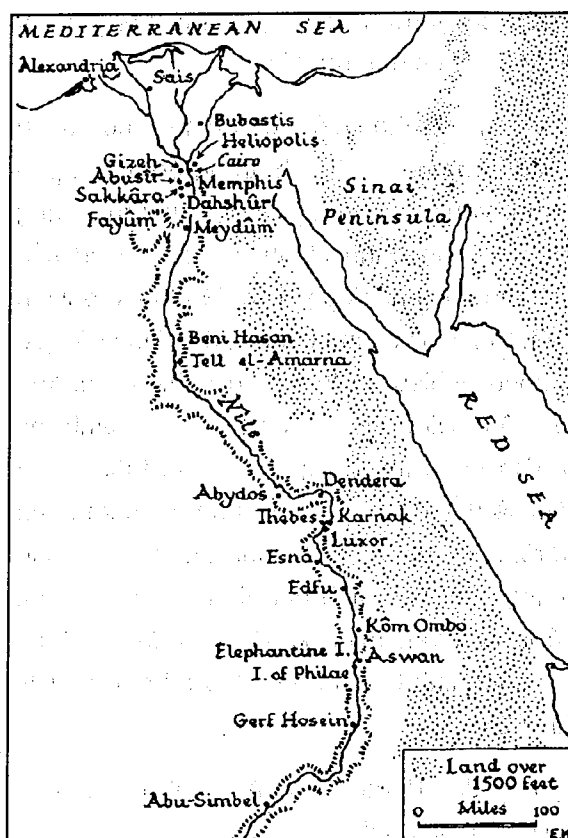 MEDITERRANEAN SEA
Alexandria
Sais
Bubastis
Heliopolis
Gizeh
Cairo
Abusîr
Memphis
Sakkâra
Dahshûr
Fayûm
Meydûm
Sinai
Peninsula
Beni Hasan
Tell el-Amarna
Nile
RED SEA
Abydos
Dendera
Thebes
Karnak
Luxor
Esna
Edfu
Kôm Ombo
Elephantine I.
Aswan
I. of Philae
Gerf Hosein
Abu-Simbel
Land over
1500 feet
0 Miles 100